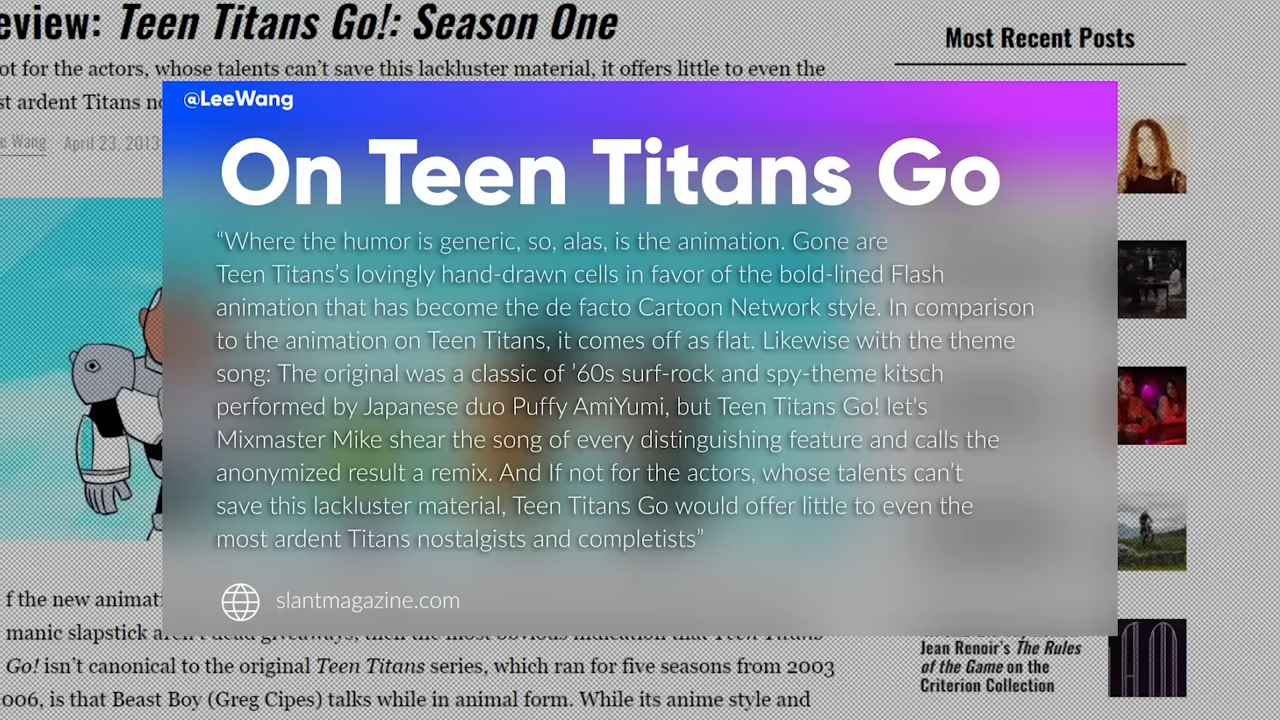 eview: Teen Titans Go!: Season One
ot for the actors, whose talents can't save this lackluster material, it offers little to even the
st ardent Titans no
e Wang April 23, 2013
Most Recent Posts
@LeeWang
On Teen Titans Go
“Where the humor is generic, so, alas, is the animation. Gone are
Teen Titans's lovingly hand-drawn cells in favor of the bold-lined Flash
animation that has become the de facto Cartoon Network style. In comparison
to the animation on Teen Titans, it comes off as flat. Likewise with the theme
song: The original was a classic of '60s surf-rock and spy-theme kitsch
performed by Japanese duo Puffy AmiYumi, but Teen Titans Go! let's
Mixmaster Mike shear the song of every distinguishing feature and calls the
anonymized result a remix. And If not for the actors, whose talents can't
save this lackluster material, Teen Titans Go would offer little to even the
most ardent Titans nostalgists and completists”
slantmagazine.com
f the new animati
manic slapstick
Go! isn't canonical to the original Teen Titans series, which ran for five seasons from 2003
006, is that Beast Boy (Greg Cipes) talks while in animal form. While its anime style and
Jean Renoir's The Rules
of the Game on the
Criterion Collection